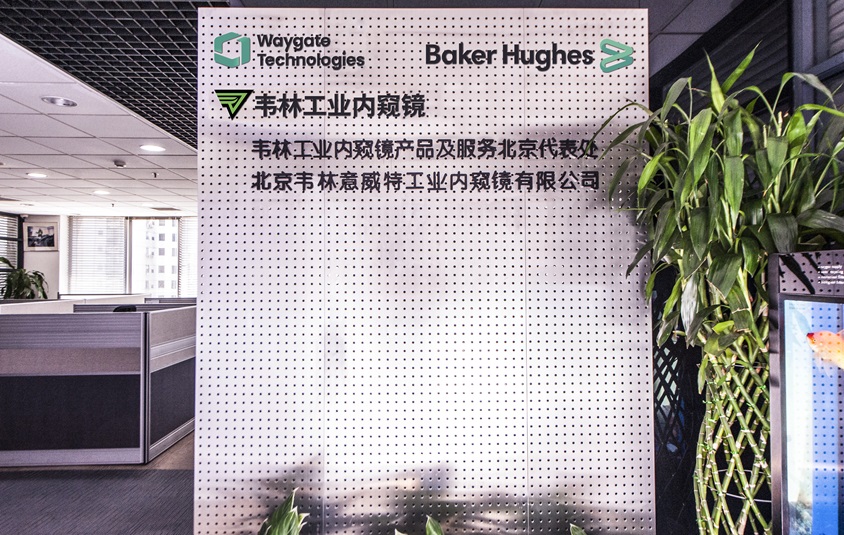 Waygate
Technologies
Baker Hughes
韦林工业内窥镜
韦林工业内窥镜产品及服务北京代表处
北京韦林意威特工业内窥镜有限公司